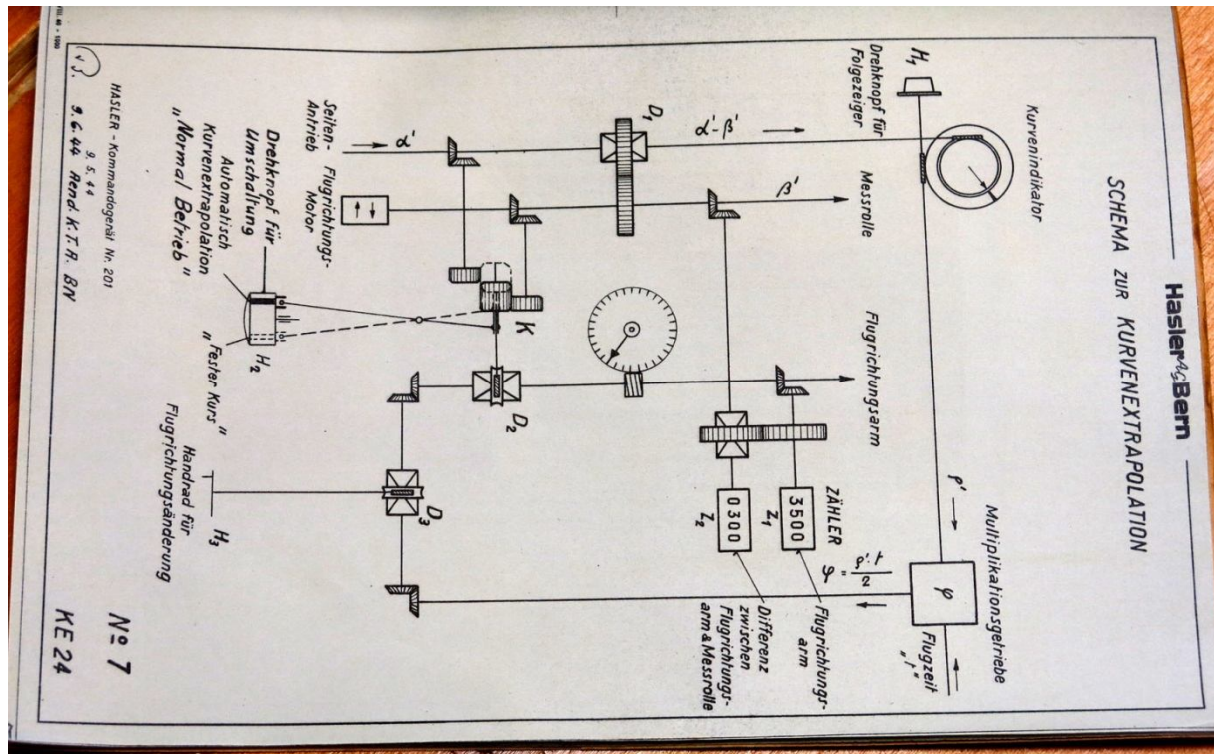 Hasler AG Bern
SCHEMA ZUR KURVENEXTRAPOLATION
Kurvenindikator
H₁
Drehknopf für
Folgezeiger
D₁
α'-β'
α'
Seiten-
Antrieb
Flugrichtungs-
Motor
β'
Messrolle
Flugrichtungsarm
ρ'
Multiplikationsgetriebe
φ
φ = ρ'.t / 2
Flugzeit
"t"
ZÄHLER
3500
Z₁
0300
Z₂
Flugrichtungs-
arm
Differenz
zwischen
Flugrichtungs-
arm & Messrolle
K
D₂
D₃
Drehknopf für
Umschaltung
Automatisch
Kurvenextrapolation
"Normal Betrieb"
H₂
"Fester Kurs"
Handrad für
Flugrichtungsänderung
H₃
HASLER - Kommandogerät Nr. 201
9.5.44
9.6.44 Aend. K.T.A. BN
Nº 7
KE 24